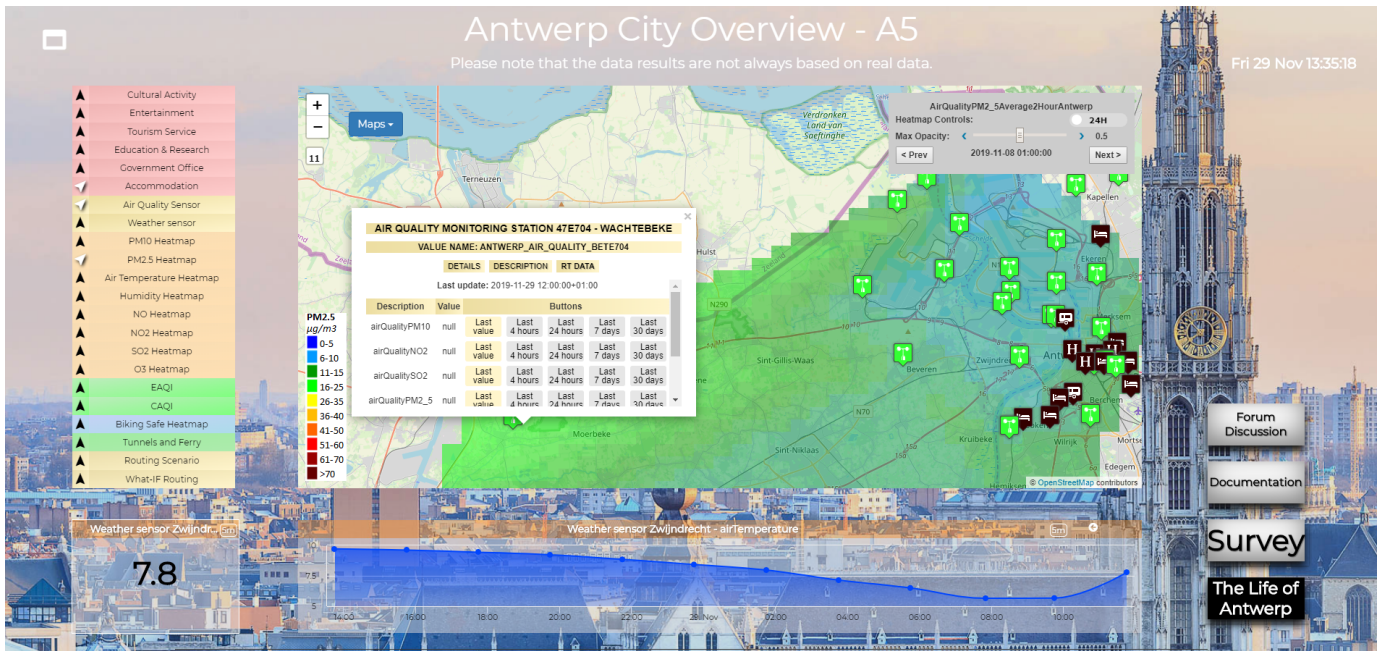 Antwerp City Overview - A5
Please note that the data results are not always based on real data.
Fri 29 Nov 13:35:18
Cultural Activity
Entertainment
Tourism Service
Education & Research
Government Office
Accommodation
Air Quality Sensor
Weather sensor
PM10 Heatmap
PM2.5 Heatmap
Air Temperature Heatmap
Humidity Heatmap
NO Heatmap
NO2 Heatmap
SO2 Heatmap
O3 Heatmap
EAQI
CAQI
Biking Safe Heatmap
Tunnels and Ferry
Routing Scenario
What-IF Routing
+
−
11
Maps
Verdronken
Land van
Saeftinghe
Terneuzen
Hulst
Kapellen
Ekeren
N290
Sint-Gillis-Waas
Beveren
Zwijndrecht
Berchem
N70
Moerbeke
Sint-Niklaas
Kruibeke
Wilrijk
Edegem
© OpenStreetMap contributors
AirQualityPM2_5Average2HourAntwerp
Heatmap Controls:
24H
Max Opacity:
‹
›
0.5
< Prev
2019-11-08 01:00:00
Next >
×
AIR QUALITY MONITORING STATION 47E704 - WACHTEBEKE
VALUE NAME: ANTWERP_AIR_QUALITY_BETE704
DETAILS DESCRIPTION RT DATA
Last update: 2019-11-29 12:00:00+01:00
Description Value Buttons
airQualityPM10 null Last value Last 4 hours Last 24 hours Last 7 days Last 30 days
airQualityNO2 null Last value Last 4 hours Last 24 hours Last 7 days Last 30 days
airQualitySO2 null Last value Last 4 hours Last 24 hours Last 7 days Last 30 days
airQualityPM2_5 null Last value Last 4 hours Last 24 hours Last 7 days Last 30 days
PM2.5
µg/m3
0-5
6-10
11-15
16-25
26-35
36-40
41-50
51-60
61-70
>70
Forum
Discussion
Documentation
Survey
The Life of
Antwerp
Weather sensor Zwijndr... 5m
7.8
Weather sensor Zwijndrecht - airTemperature
5m
7.5
5
14:00 16:00 18:00 20:00 22:00 29. Nov 02:00 04:00 06:00 08:00 10:00